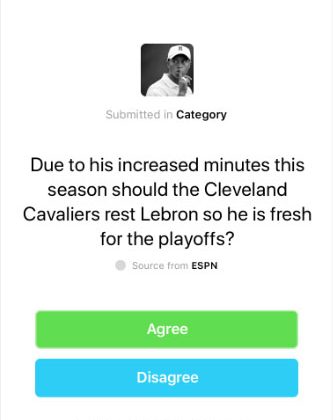 Submitted in Category
Due to his increased minutes this
season should the Cleveland
Cavaliers rest Lebron so he is fresh
for the playoffs?
Source from ESPN
Agree
Disagree